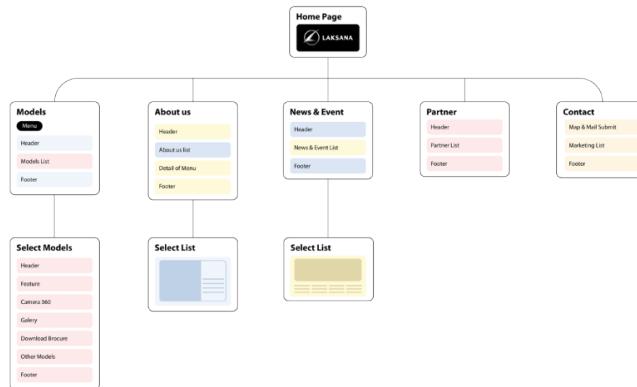 Home Page
LAKSANA
Models
Menu
Header
Models List
Footer
About us
Header
About us list
Detail of Menu
Footer
News & Event
Header
News & Event List
Footer
Partner
Header
Partner List
Footer
Contact
Map & Mail Submit
Marketing List
Footer
Select Models
Header
Feature
Camera 360
Galery
Download Brocure
Other Models
Footer
Select List
Select List